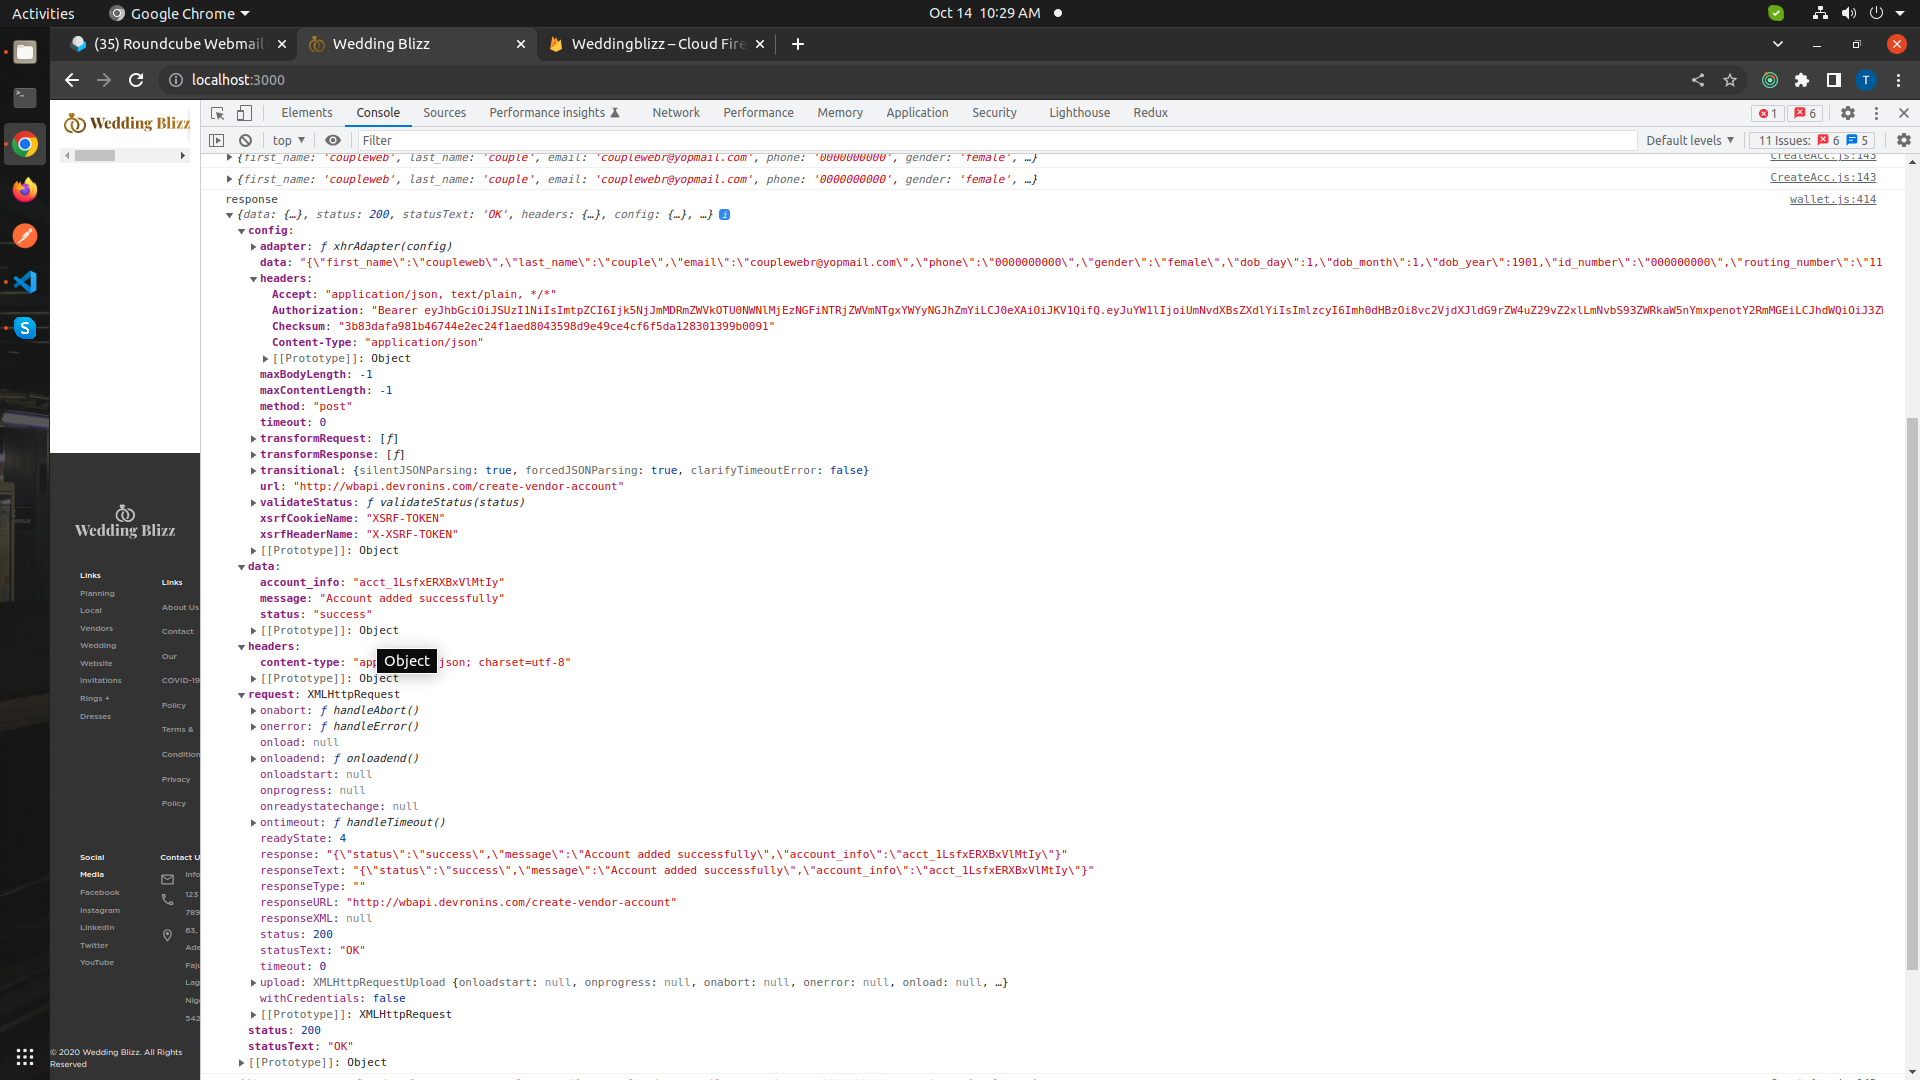 Activities
Google Chrome
Oct 14 10:29 AM
(35) Roundcube Webmail
Wedding Blizz
Weddingblizz – Cloud Fire
localhost:3000
T
Wedding Blizz
Elements
Console
Sources
Performance insights
Network
Performance
Memory
Application
Security
Lighthouse
Redux
1
6
top
Filter
Default levels
11 Issues:
6
5
{first_name: 'coupleweb', last_name: 'couple', email: 'couplewebr@yopmail.com', phone: '0000000000', gender: 'female', …}
CreateAcc.js:143
{first_name: 'coupleweb', last_name: 'couple', email: 'couplewebr@yopmail.com', phone: '0000000000', gender: 'female', …}
CreateAcc.js:143
response
wallet.js:414
{data: {…}, status: 200, statusText: 'OK', headers: {…}, config: {…}, …}
config:
adapter: ƒ xhrAdapter(config)
data: "{\"first_name\":\"coupleweb\",\"last_name\":\"couple\",\"email\":\"couplewebr@yopmail.com\",\"phone\":\"0000000000\",\"gender\":\"female\",\"dob_day\":1,\"dob_month\":1,\"dob_year\":1901,\"id_number\":\"000000000\",\"routing_number\":\"11
headers:
Accept: "application/json, text/plain, */*"
Authorization: "Bearer
Checksum: "3b83dafa981b46744e2ec24f1aed8043598d9e49ce4cf6f5da128301399b0091"
Content-Type: "application/json"
[[Prototype]]: Object
maxBodyLength: -1
maxContentLength: -1
method: "post"
timeout: 0
transformRequest: [ƒ]
transformResponse: [ƒ]
transitional: {silentJSONParsing: true, forcedJSONParsing: true, clarifyTimeoutError: false}
url: "http://wbapi.devronins.com/create-vendor-account"
validateStatus: ƒ validateStatus(status)
xsrfCookieName: "XSRF-TOKEN"
xsrfHeaderName: "X-XSRF-TOKEN"
[[Prototype]]: Object
data:
account_info: "acct_1LsfxERXBxVlMtIy"
message: "Account added successfully"
status: "success"
[[Prototype]]: Object
headers:
content-type: "app json; charset=utf-8"
Object
[[Prototype]]: Object
request: XMLHttpRequest
onabort: ƒ handleAbort()
onerror: ƒ handleError()
onload: null
onloadend: ƒ onloadend()
onloadstart: null
onprogress: null
onreadystatechange: null
ontimeout: ƒ handleTimeout()
readyState: 4
response: "{\"status\":\"success\",\"message\":\"Account added successfully\",\"account_info\":\"acct_1LsfxERXBxVlMtIy\"}"
responseText: "{\"status\":\"success\",\"message\":\"Account added successfully\",\"account_info\":\"acct_1LsfxERXBxVlMtIy\"}"
responseType: ""
responseURL: "http://wbapi.devronins.com/create-vendor-account"
responseXML: null
status: 200
statusText: "OK"
timeout: 0
upload: XMLHttpRequestUpload {onloadstart: null, onprogress: null, onabort: null, onerror: null, onload: null, …}
withCredentials: false
[[Prototype]]: XMLHttpRequest
status: 200
statusText: "OK"
[[Prototype]]: Object
Wedding Blizz
Links
Planning
Local
Vendors
Wedding
Website
Invitations
Rings +
Dresses
Links
About Us
Contact
Our
COVID-19
Policy
Terms &
Condition
Privacy
Policy
Social
Media
Facebook
Instagram
LinkedIn
Twitter
YouTube
Contact U
Info
123
789
63,
Ade
Faju
Lag
Nig
542
© 2020 Wedding Blizz. All Rights
Reserved